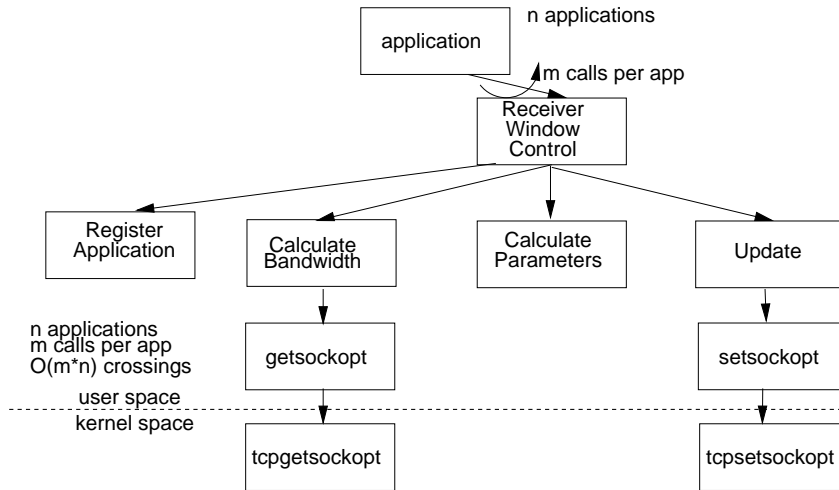 n applications
application
m calls per app
Receiver
Window
Control
Register
Application
Calculate
Bandwidth
Calculate
Parameters
Update
n applications
m calls per app
O(m*n) crossings
getsockopt
setsockopt
user space
kernel space
tcpgetsockopt
tcpsetsockopt